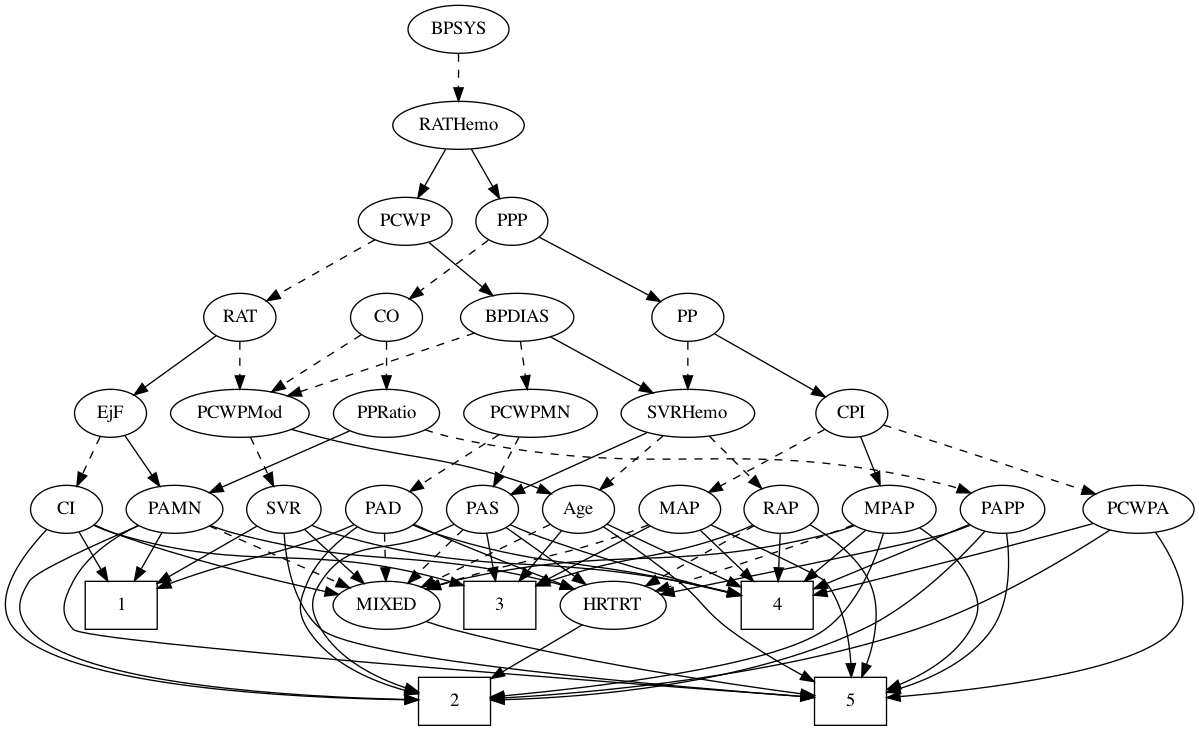 BPSYS
RATHemo
PCWP
PPP
RAT
CO
BPDIAS
PP
EjF
PCWPMod
PPRatio
PCWPMN
SVRHemo
CPI
CI
PAMN
SVR
PAD
PAS
Age
MAP
RAP
MPAP
PAPP
PCWPA
1
MIXED
3
HRTRT
4
2
5